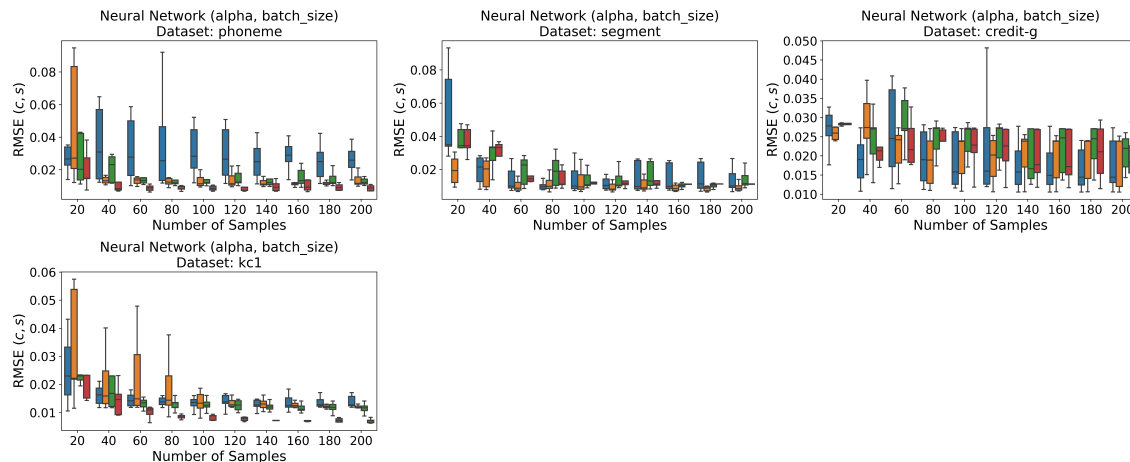 Neural Network (alpha, batch_size)
Dataset: phoneme
RMSE (c, s)
0.08
0.06
0.04
0.02
20 40 60 80 100 120 140 160 180 200
Number of Samples
Neural Network (alpha, batch_size)
Dataset: segment
RMSE (c, s)
0.08
0.06
0.04
0.02
20 40 60 80 100 120 140 160 180 200
Number of Samples
Neural Network (alpha, batch_size)
Dataset: credit-g
RMSE (c, s)
0.050
0.045
0.040
0.035
0.030
0.025
0.020
0.015
0.010
20 40 60 80 100 120 140 160 180 200
Number of Samples
Neural Network (alpha, batch_size)
Dataset: kc1
RMSE (c, s)
0.06
0.05
0.04
0.03
0.02
0.01
20 40 60 80 100 120 140 160 180 200
Number of Samples